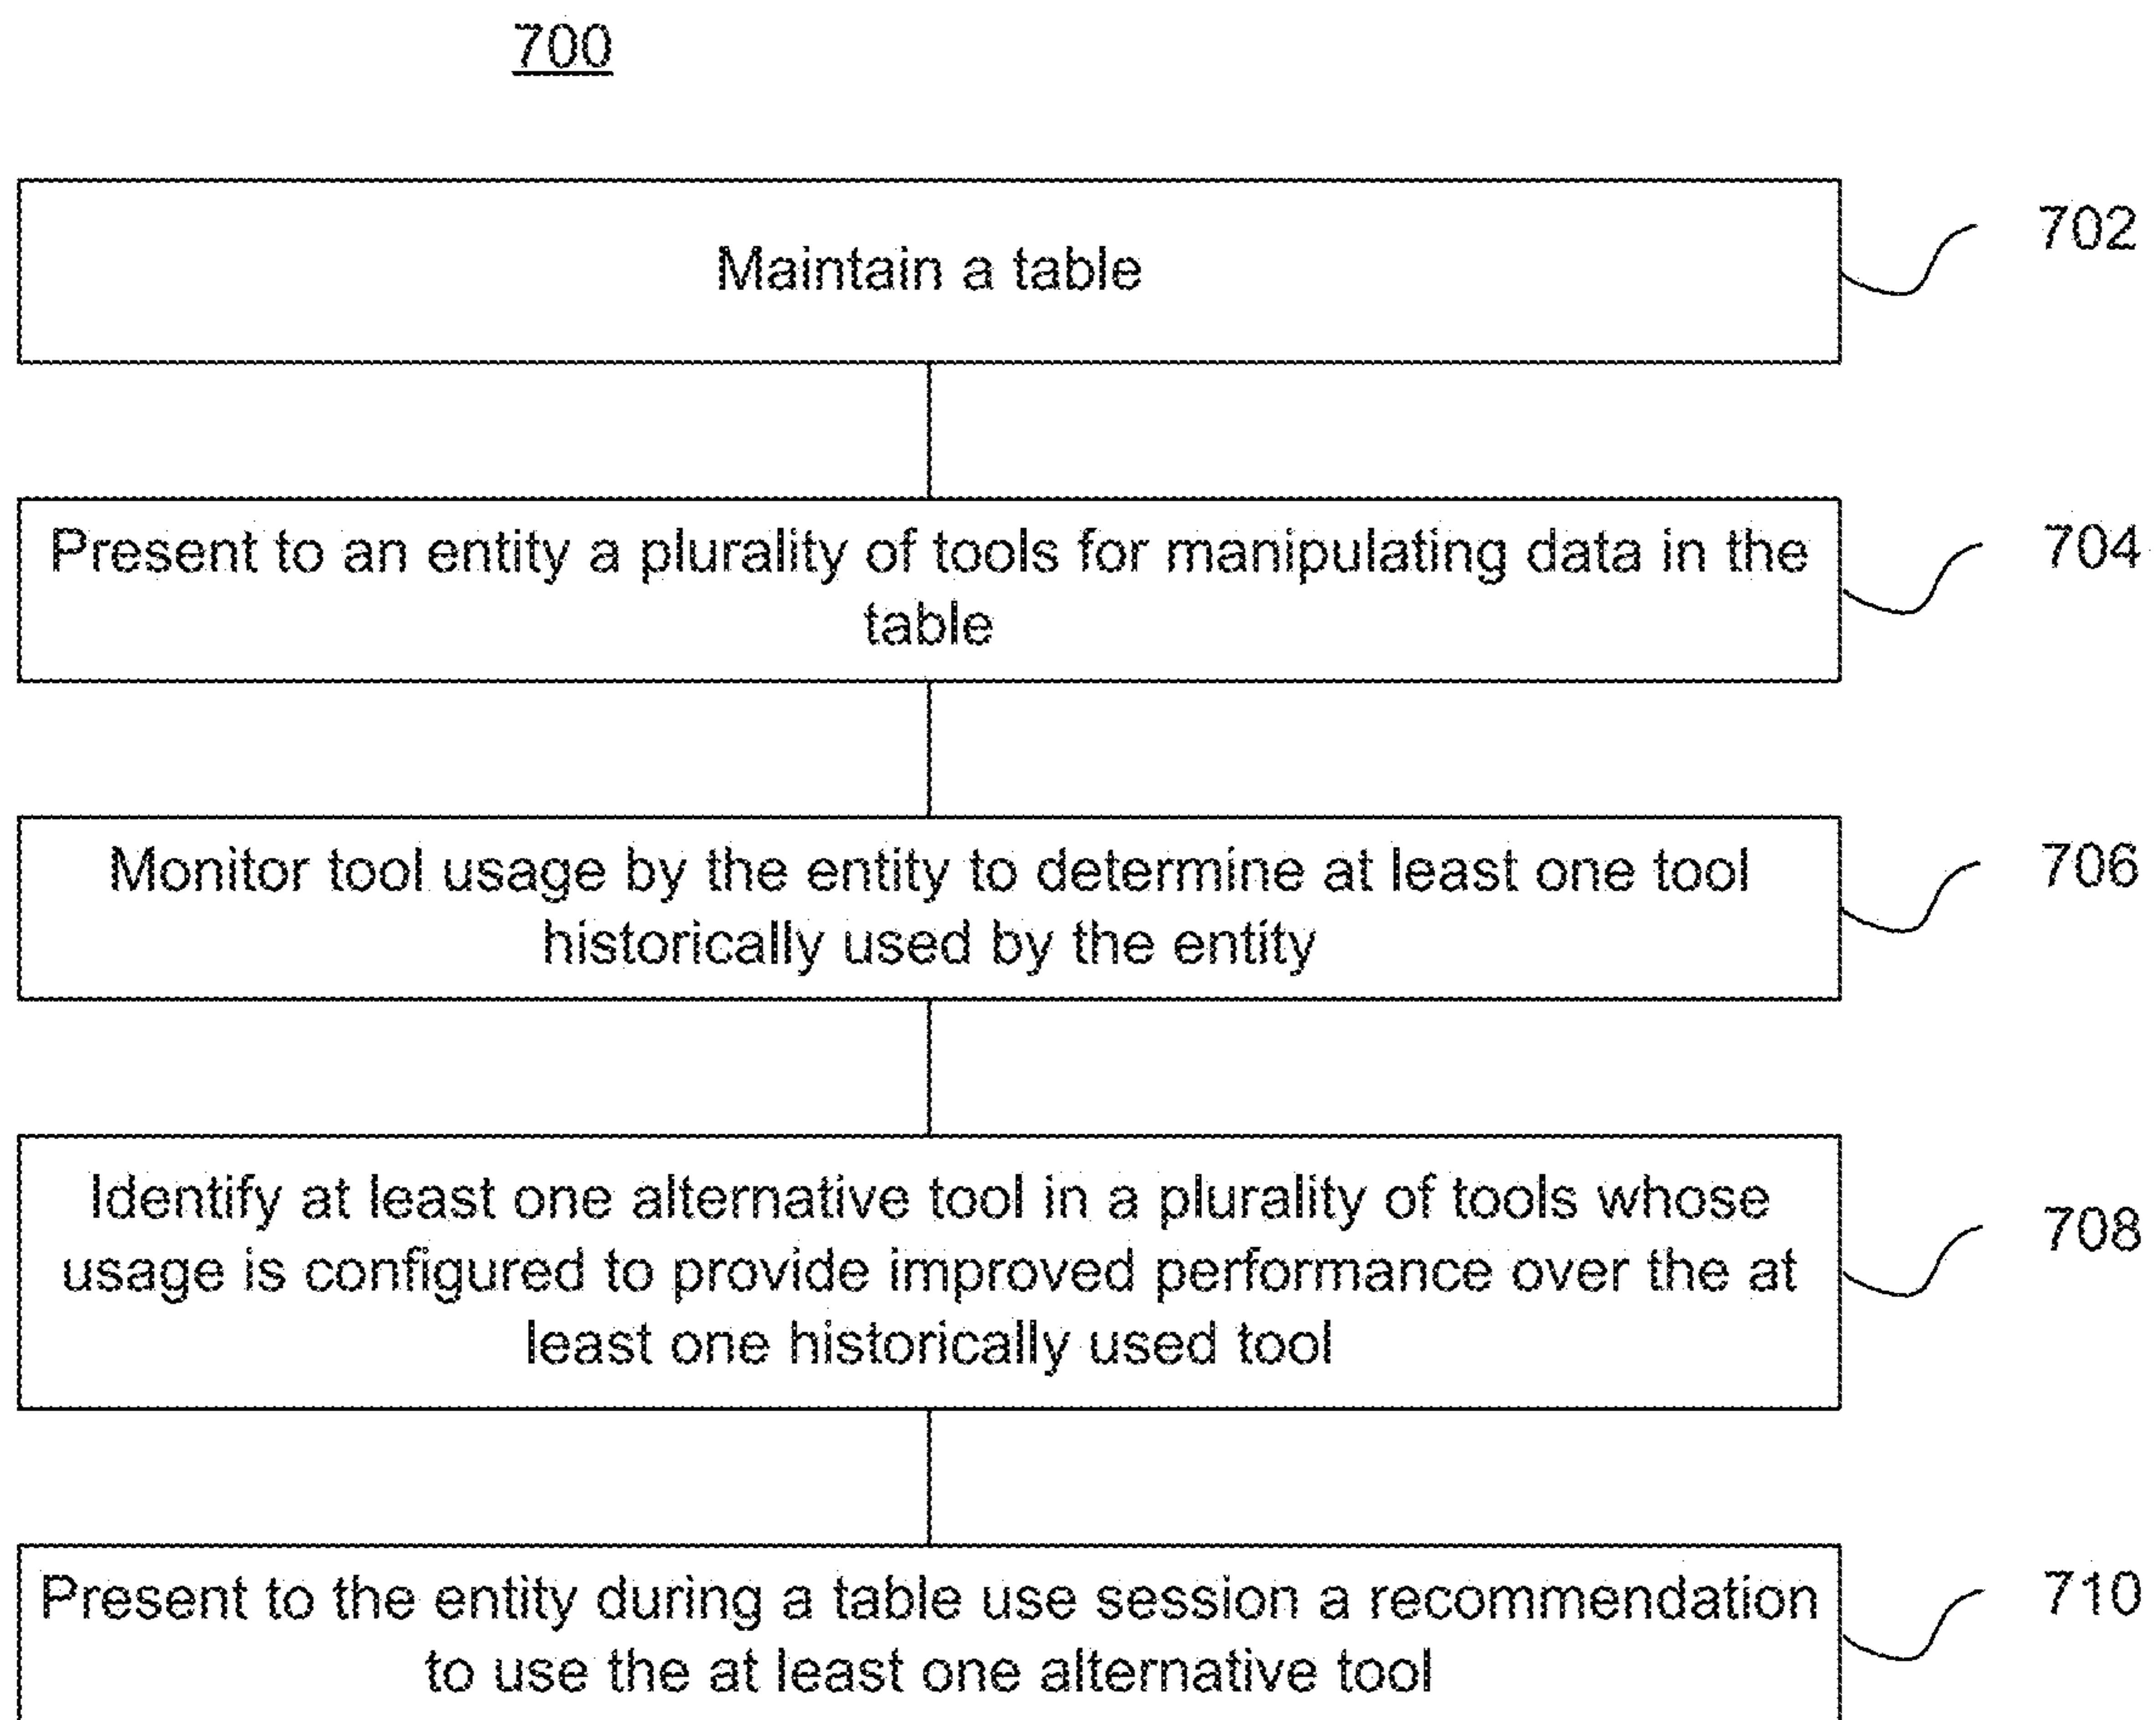 700
Maintain a table
702
Present to an entity a plurality of tools for manipulating data in the
table
704
Monitor tool usage by the entity to determine at least one tool
historically used by the entity
706
Identify at least one alternative tool in a plurality of tools whose
usage is configured to provide improved performance over the at
least one historically used tool
708
Present to the entity during a table use session a recommendation
to use the at least one alternative tool
710